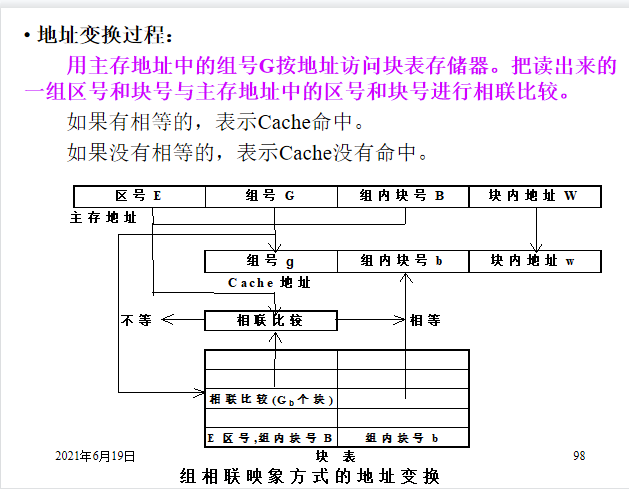 • 地址变换过程:
用主存地址中的组号G按地址访问块表存储器。把读出来的
一组区号和块号与主存地址中的区号和块号进行相联比较。
如果有相等的，表示Cache命中。
如果没有相等的，表示Cache没有命中。
区号 E 组号 G 组内块号 B 块内地址 W
主存地址
组号 g 组内块号 b 块内地址 w
Cache 地址
不等 相联比较 相等
相联比较(Gb个块)
E 区号,组内块号 B 组内块号 b
2021年6月19日 块 表 98
组相联映象方式的地址变换